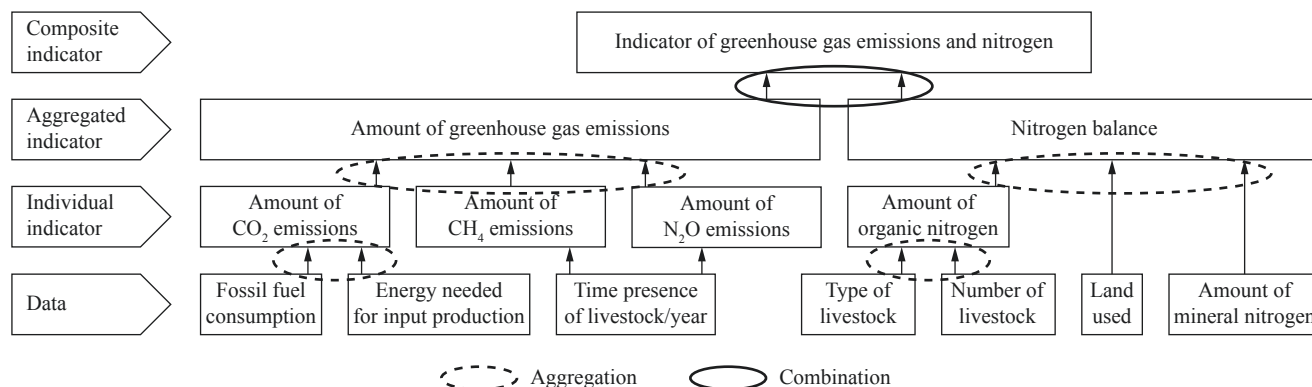 Composite
indicator
Indicator of greenhouse gas emissions and nitrogen
Aggregated
indicator
Amount of greenhouse gas emissions
Nitrogen balance
Individual
indicator
Amount of
CO₂ emissions
Amount of
CH₄ emissions
Amount of
N₂O emissions
Amount of
organic nitrogen
Data
Fossil fuel
consumption
Energy needed
for input production
Time presence
of livestock/year
Type of
livestock
Number of
livestock
Land
used
Amount of
mineral nitrogen
Aggregation
Combination